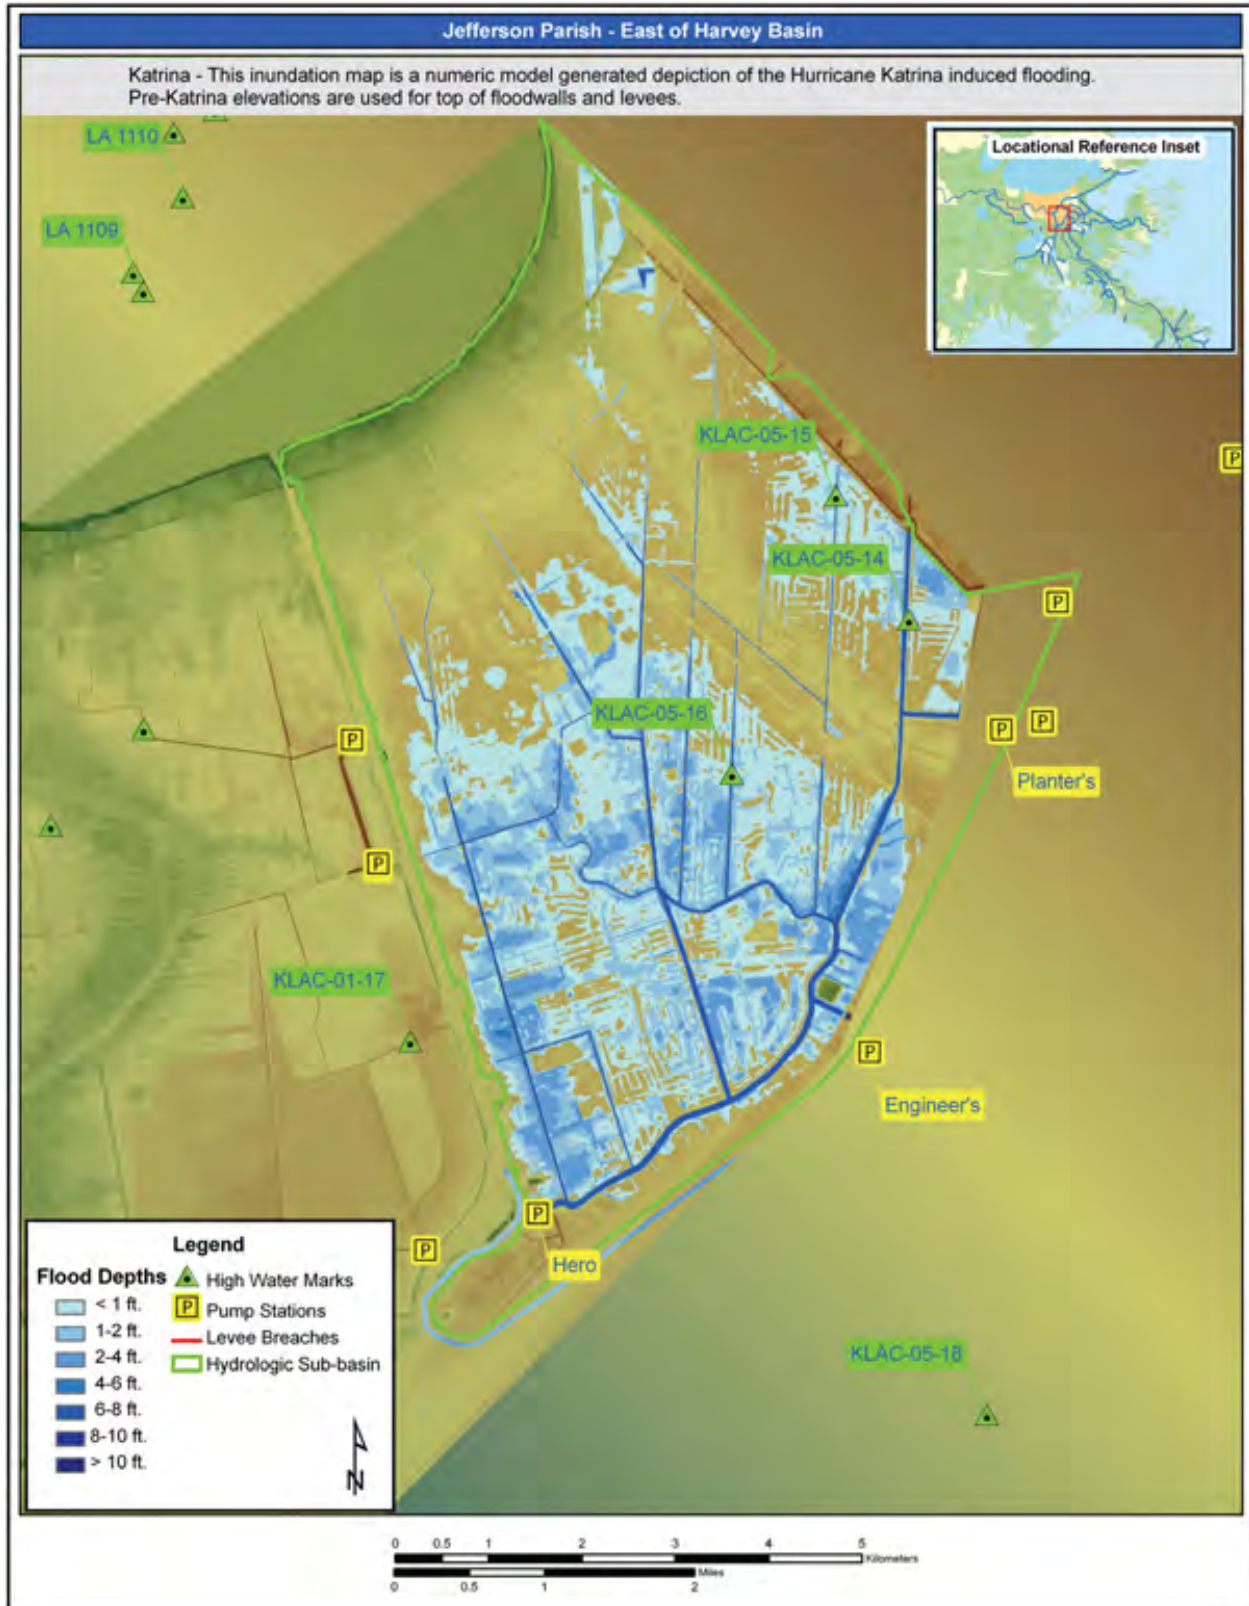 Jefferson Parish - East of Harvey Basin
Katrina - This inundation map is a numeric model generated depiction of the Hurricane Katrina induced flooding.
Pre-Katrina elevations are used for top of floodwalls and levees.
LA 1110
Locational Reference Inset
LA 1109
KLAC-05-15
P
KLAC-05-14
P
KLAC-05-16
P
P
P
Planter's
P
KLAC-01-17
P
Engineer's
P
P
Hero
KLAC-05-18
Legend
Flood Depths
< 1 ft.
1-2 ft.
2-4 ft.
4-6 ft.
6-8 ft.
8-10 ft.
> 10 ft.
High Water Marks
P Pump Stations
Levee Breaches
Hydrologic Sub-basin
N
0 0.5 1 2 3 4 5
Kilometers
Miles
0 0.5 1 2